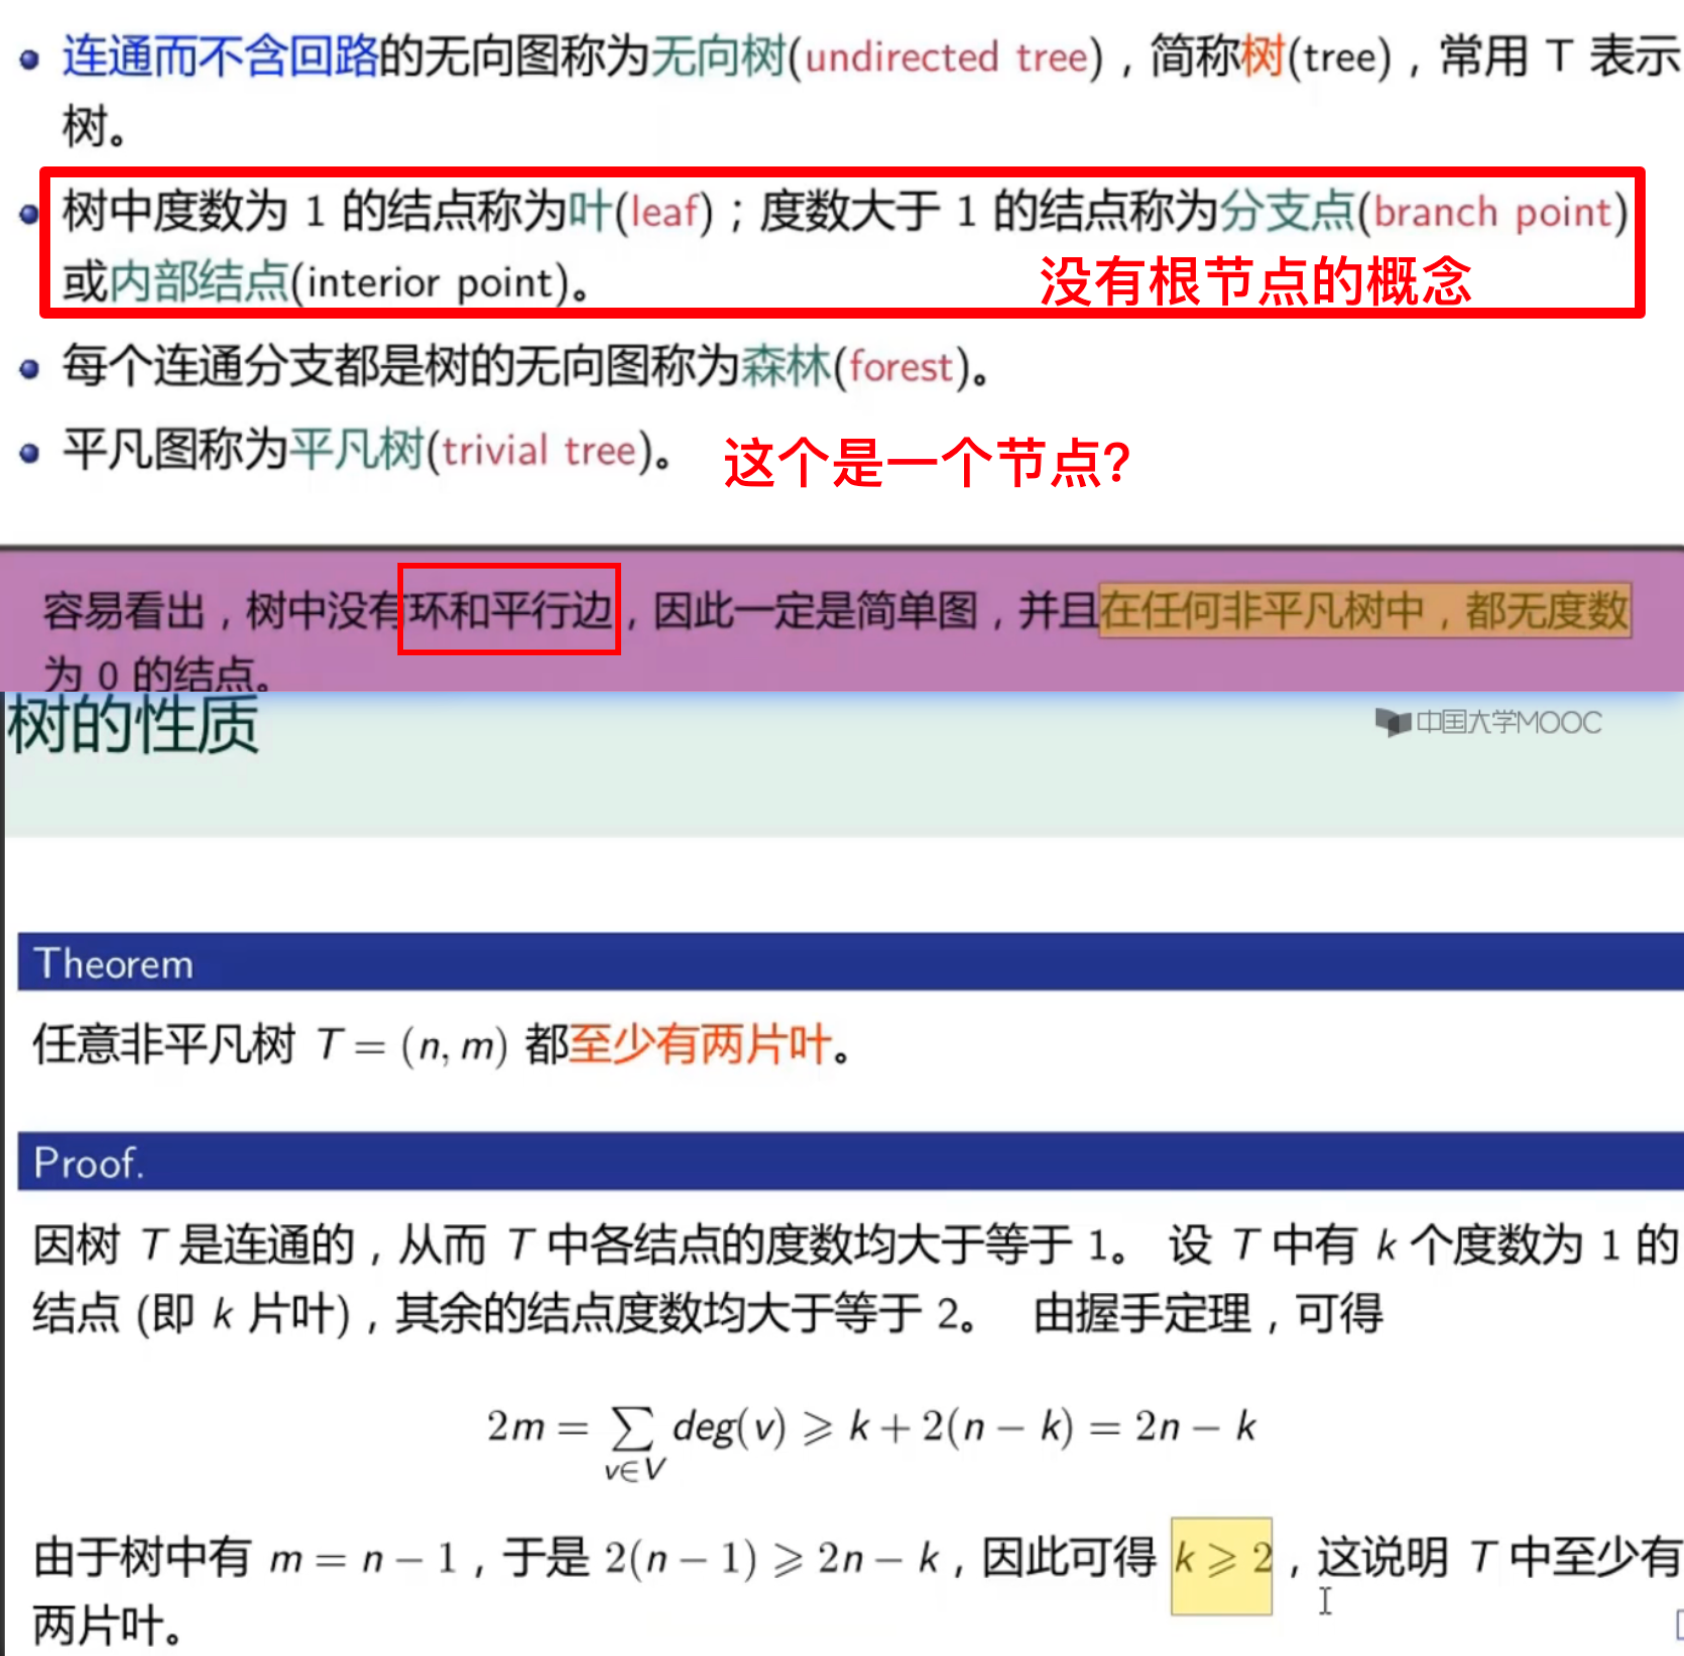 连通而不含回路的无向图称为无向树(undirected tree)，简称树(tree)，常用 T 表示
树。
树中度数为 1 的结点称为叶(leaf)；度数大于 1 的结点称为分支点(branch point)
或内部结点(interior point)。 没有根节点的概念
每个连通分支都是树的无向图称为森林(forest)。
平凡图称为平凡树(trivial tree)。 这个是一个节点?
容易看出，树中没有环和平行边，因此一定是简单图，并且在任何非平凡树中，都无度数
为 0 的结点。
树的性质 中国大学MOOC
Theorem
任意非平凡树 T = (n, m) 都至少有两片叶。
Proof.
因树 T 是连通的，从而 T 中各结点的度数均大于等于 1。 设 T 中有 k 个度数为 1 的
结点 (即 k 片叶)，其余的结点度数均大于等于 2。 由握手定理，可得
2m = ∑ deg(v) ⩾ k + 2(n − k) = 2n − k
v∈V
由于树中有 m = n − 1，于是 2(n − 1) ⩾ 2n − k，因此可得 k ⩾ 2，这说明 T 中至少有
两片叶。